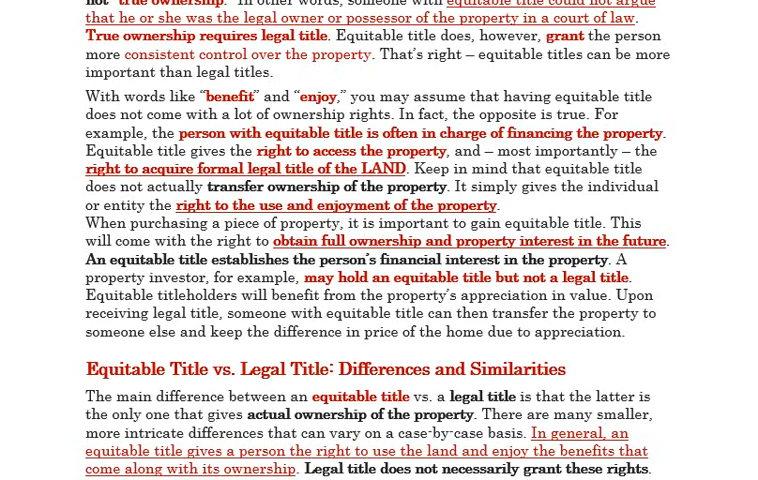 not "true ownership." In other words, someone with equitable title could not argue
that he or she was the legal owner or possessor of the property in a court of law.
True ownership requires legal title. Equitable title does, however, grant the person
more consistent control over the property. That's right – equitable titles can be more
important than legal titles.
With words like "benefit" and "enjoy," you may assume that having equitable title
does not come with a lot of ownership rights. In fact, the opposite is true. For
example, the person with equitable title is often in charge of financing the property.
Equitable title gives the right to access the property, and – most importantly – the
right to acquire formal legal title of the LAND. Keep in mind that equitable title
does not actually transfer ownership of the property. It simply gives the individual
or entity the right to the use and enjoyment of the property.
When purchasing a piece of property, it is important to gain equitable title. This
will come with the right to obtain full ownership and property interest in the future.
An equitable title establishes the person's financial interest in the property. A
property investor, for example, may hold an equitable title but not a legal title.
Equitable titleholders will benefit from the property's appreciation in value. Upon
receiving legal title, someone with equitable title can then transfer the property to
someone else and keep the difference in price of the home due to appreciation.
Equitable Title vs. Legal Title: Differences and Similarities
The main difference between an equitable title vs. a legal title is that the latter is
the only one that gives actual ownership of the property. There are many smaller,
more intricate differences that can vary on a case-by-case basis. In general, an
equitable title gives a person the right to use the land and enjoy the benefits that
come along with its ownership. Legal title does not necessarily grant these rights.